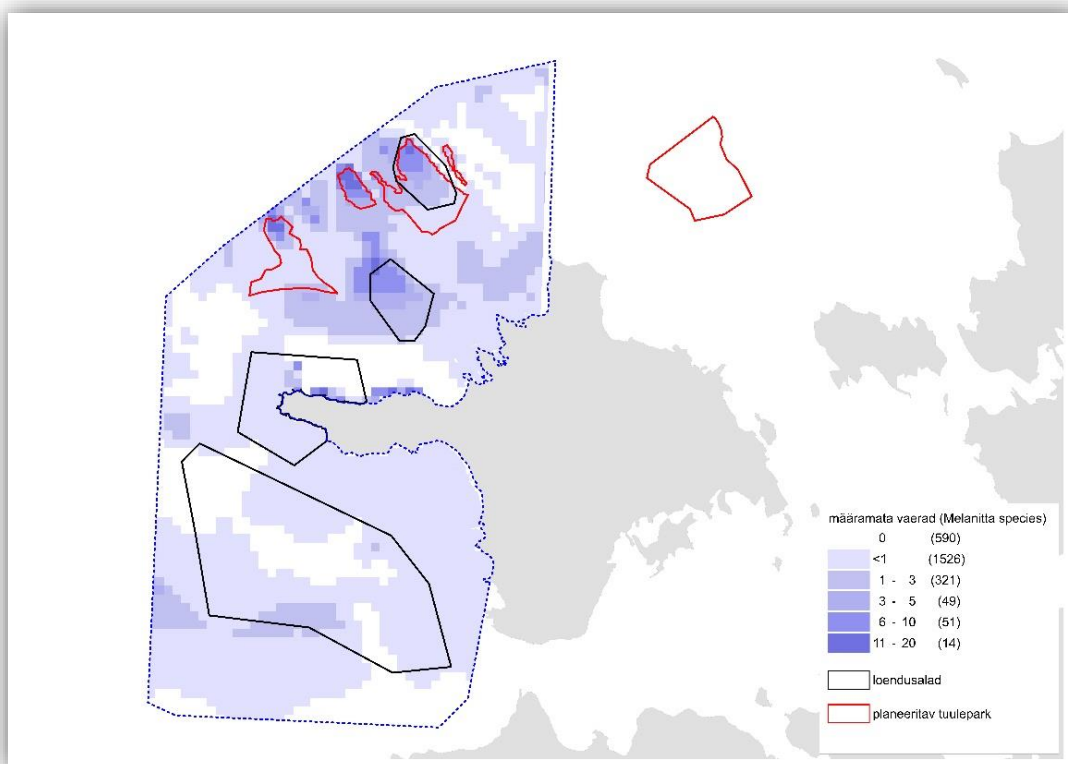 määramata vaerad (Melanitta species)
0 (590)
<1 (1526)
1 - 3 (321)
3 - 5 (49)
6 - 10 (51)
11 - 20 (14)
loendusalad
planeeritav tuulepark